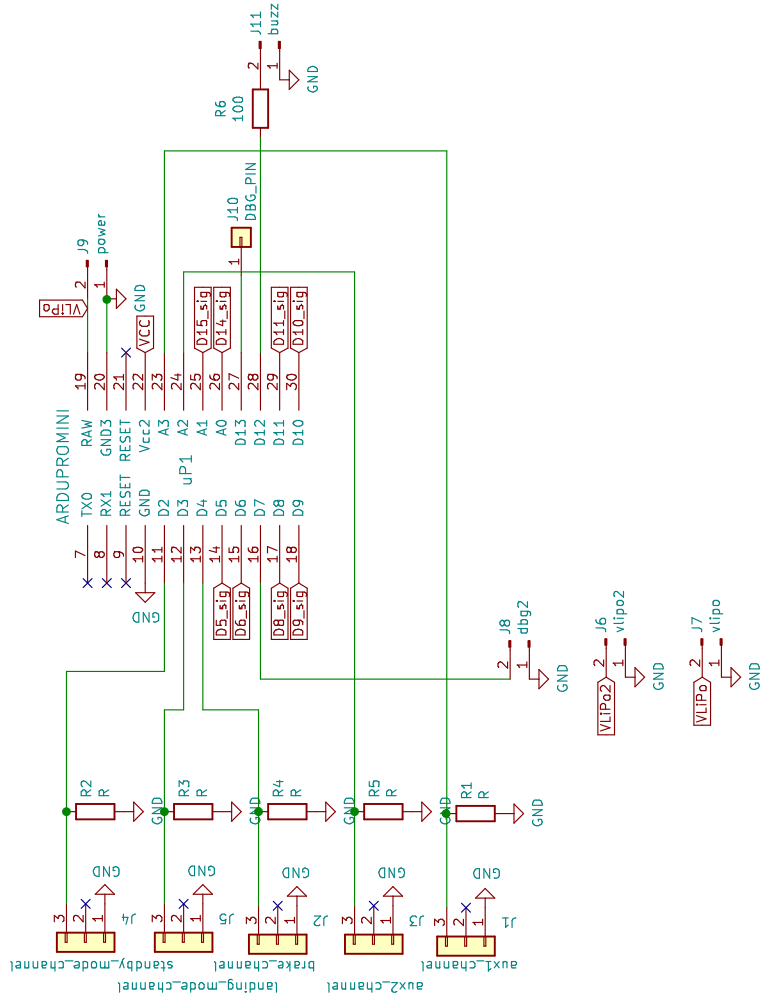 J11
buzz
2
1
GND
R6
100
J10
DBG_PIN
1
J9
power
2
1
VLiPo
GND
VCC
D15_sig
D14_sig
D11_sig
D10_sig
19
20
21
22
23
24
25
26
27
28
29
30
ARDUPROMINI
RAW
GND3
RESET
Vcc2
A3
A2
A1
A0
D13
D12
D11
D10
uP1
TX0
RX1
RESET
GND
D2
D3
D4
D5
D6
D7
D8
D9
7
8
9
10
11
12
13
14
15
16
17
18
GND
D5_sig
D6_sig
D8_sig
D9_sig
J8
dbg2
2
1
GND
J6
vlipo2
2
1
VLiPo2
GND
J7
vlipo
2
1
VLiPo
GND
R2
R
GND
R3
R
GND
R4
R
GND
R5
R
GND
R1
R
GND
GND
3
2
1
J4
standby_mode_channel
GND
3
2
1
J5
landing_mode_channel
GND
3
2
1
J2
brake_channel
GND
3
2
1
J3
aux2_channel
GND
3
2
1
J1
aux1_channel